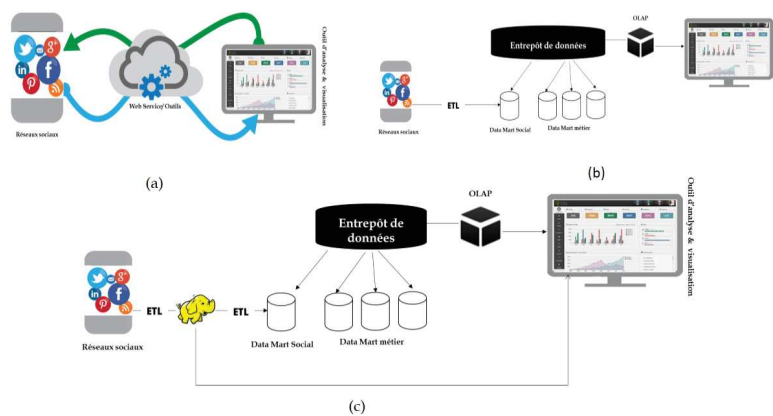 Web Service/ Outils
Réseaux sociaux
Outil d'analyse & visualisation
(a)
OLAP
Entrepôt de données
ETL
Réseaux sociaux
Data Mart Social
Data Mart métier
(b)
OLAP
Entrepôt de
données
ETL
ETL
Réseaux sociaux
Data Mart Social
Data Mart métier
Outil d'analyse &
visualisation
(c)